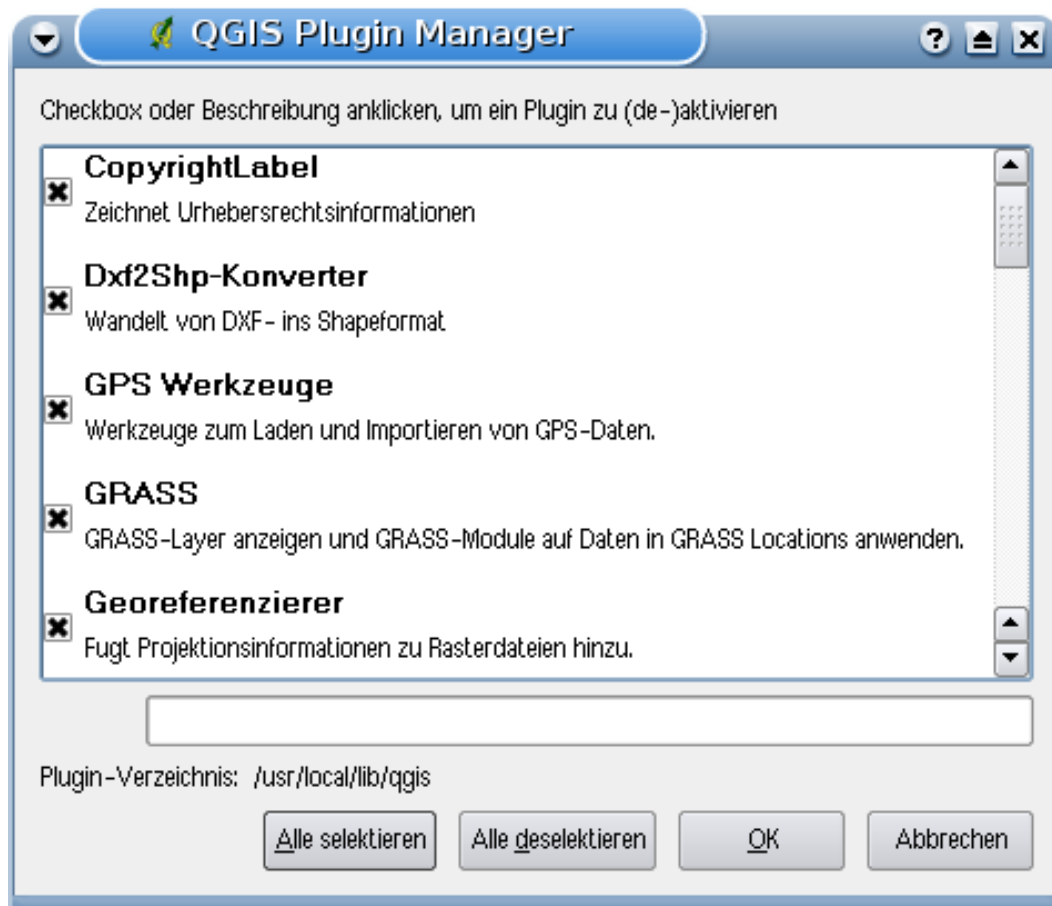 QGIS Plugin Manager
Checkbox oder Beschreibung anklicken, um ein Plugin zu (de-)aktivieren
CopyrightLabel
Zeichnet Urhebersrechtsinformationen
Dxf2Shp-Konverter
Wandelt von DXF- ins Shapeformat
GPS Werkzeuge
Werkzeuge zum Laden und Importieren von GPS-Daten.
GRASS
GRASS-Layer anzeigen und GRASS-Module auf Daten in GRASS Locations anwenden.
Georeferenzierer
Fugt Projektionsinformationen zu Rasterdateien hinzu.
Plugin-Verzeichnis: /usr/local/lib/qgis
Alle selektieren Alle deselektieren OK Abbrechen